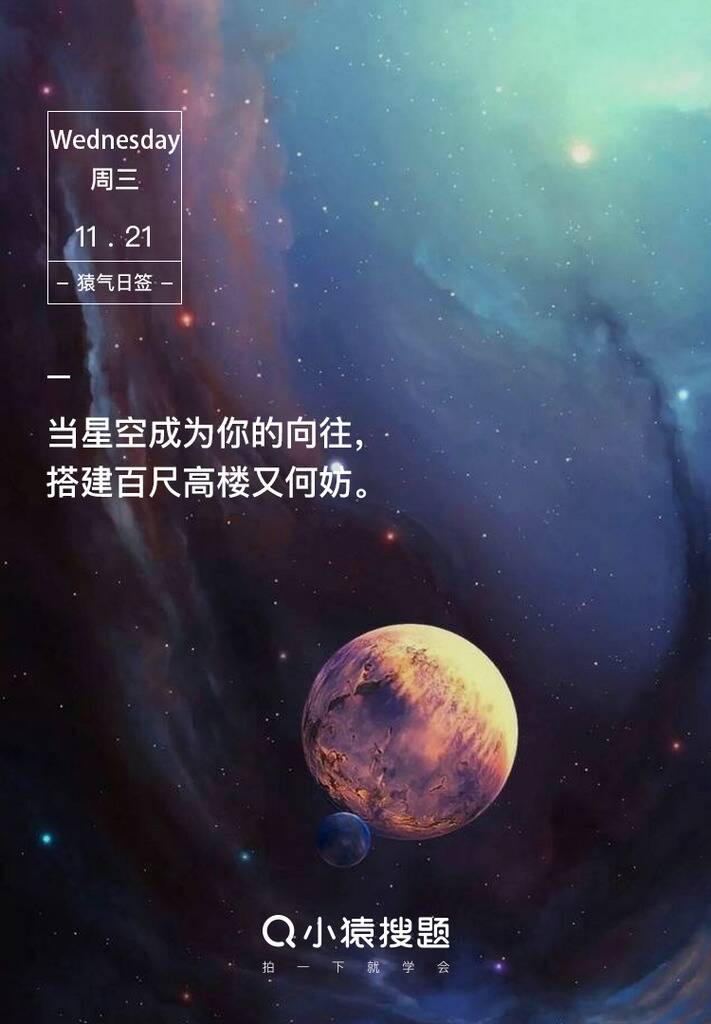 Wednesday
周三
11 . 21
– 猿气日签 –
当星空成为你的向往，
搭建百尺高楼又何妨。
小猿搜题
拍一下就学会